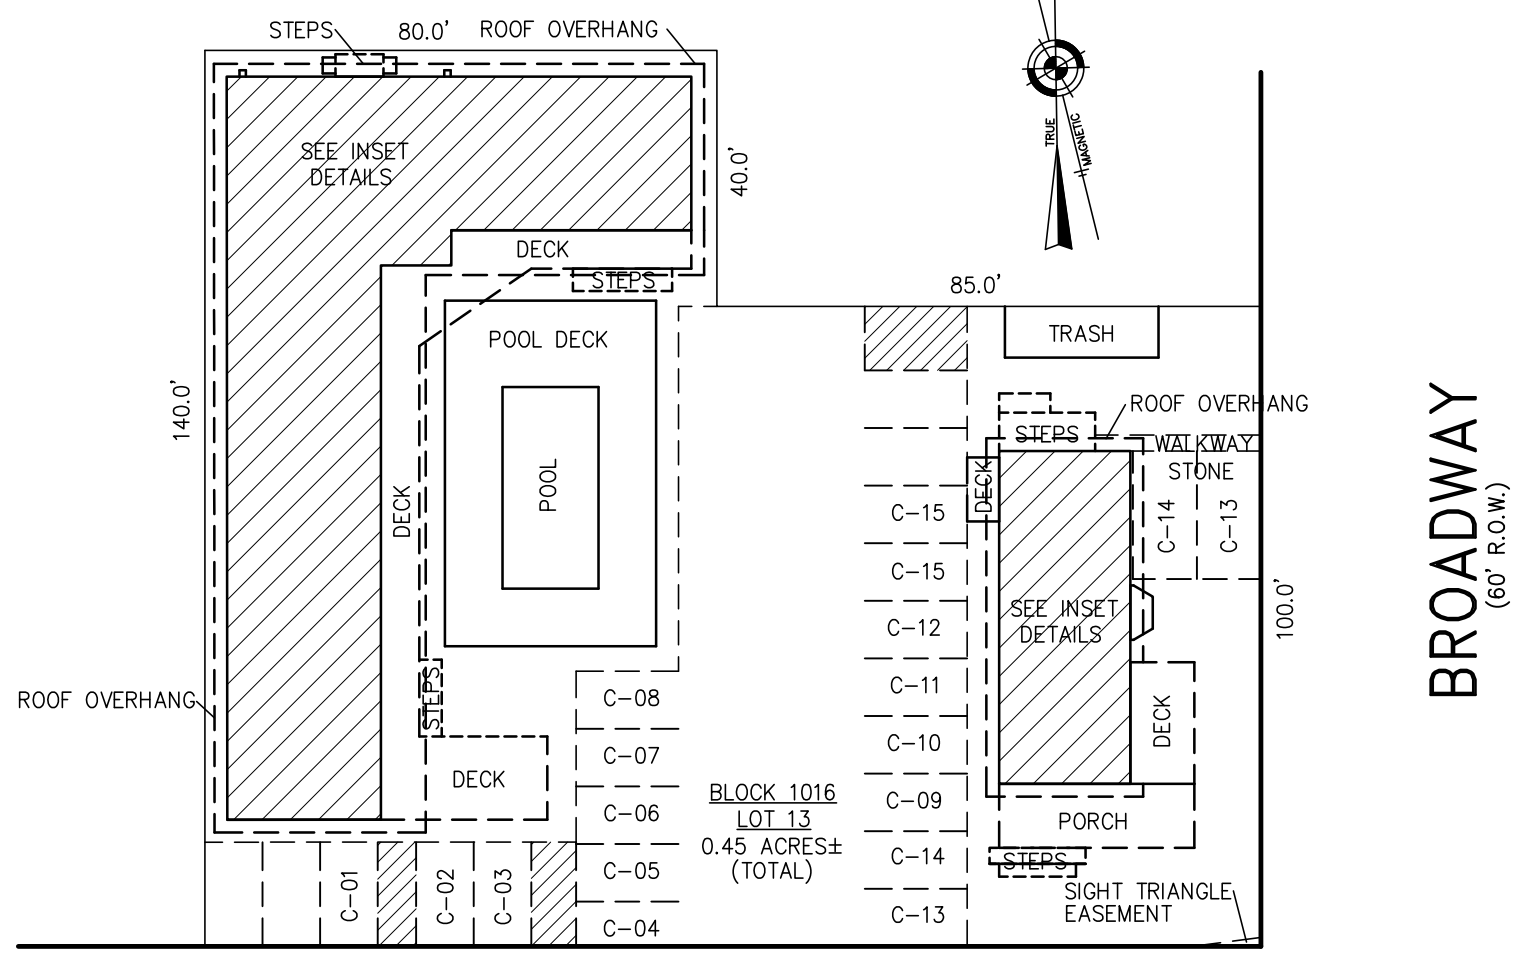 STEPS
80.0'
ROOF OVERHANG
TRUE
MAGNETIC
SEE INSET
DETAILS
40.0'
DECK
STEPS
85.0'
TRASH
POOL DECK
140.0'
ROOF OVERHANG
STEPS
WALKWAY
STONE
DECK
POOL
DECK
C-15
C-14
C-13
BROADWAY
(60' R.O.W.)
C-15
C-12
SEE INSET
DETAILS
100.0'
ROOF OVERHANG
STEPS
C-08
C-11
DECK
C-07
C-10
DECK
C-06
BLOCK 1016
LOT 13
0.45 ACRES±
(TOTAL)
C-09
PORCH
C-05
C-14
STEPS
C-01
C-02
C-03
C-04
C-13
SIGHT TRIANGLE
EASEMENT